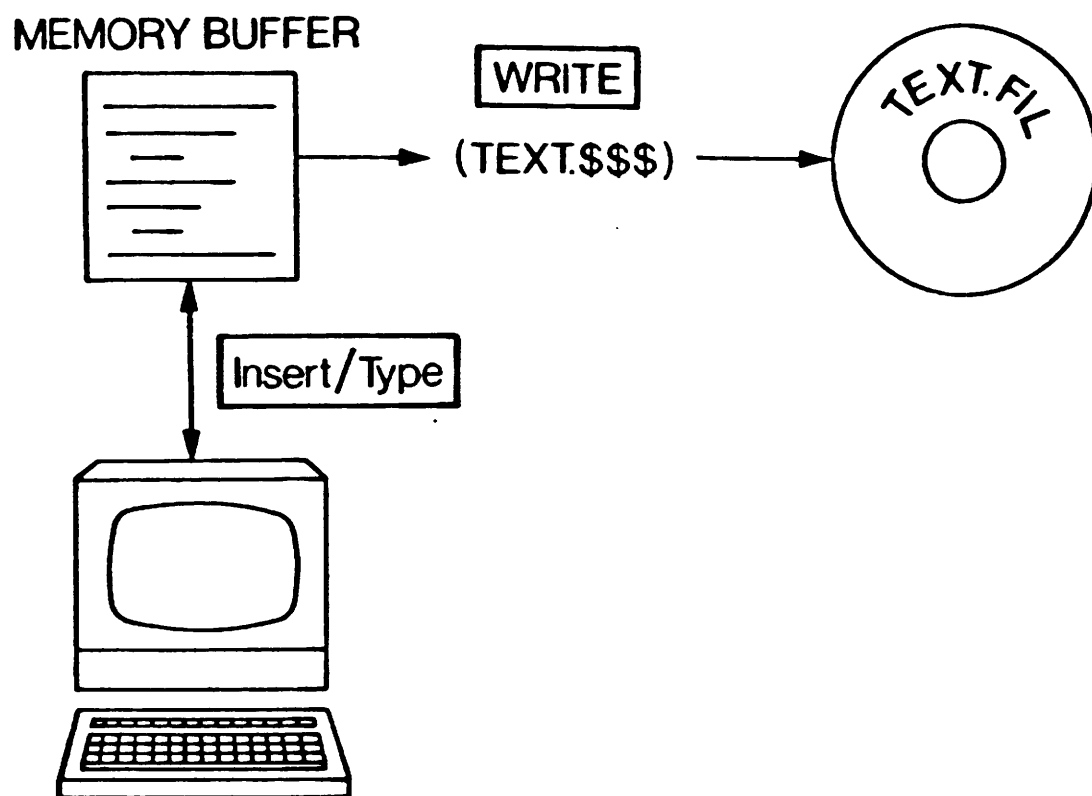 MEMORY BUFFER
WRITE
(TEXT.$$$)
TEXT.FIL
Insert/Type